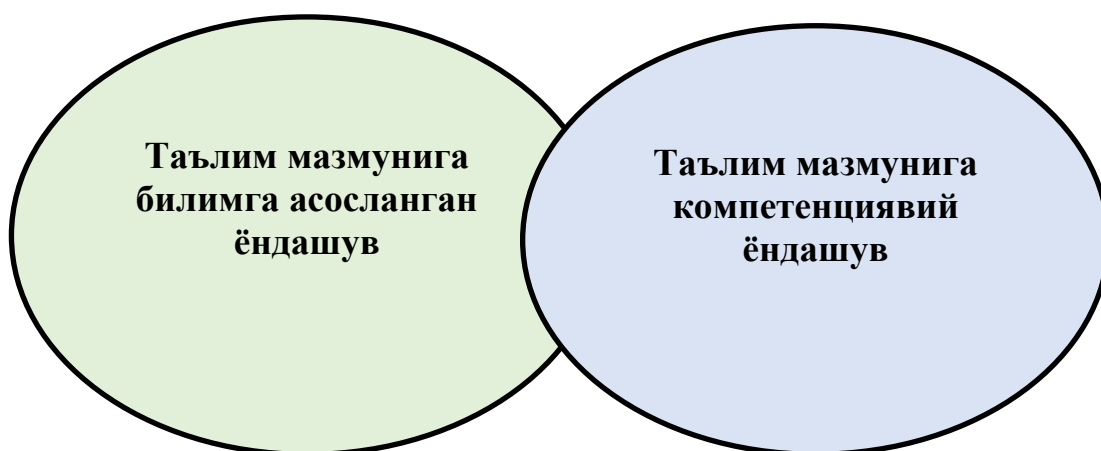 Таълим мазмунига
билимга асосланган
ёндашув
Таълим мазмунига
компетенциявий
ёндашув